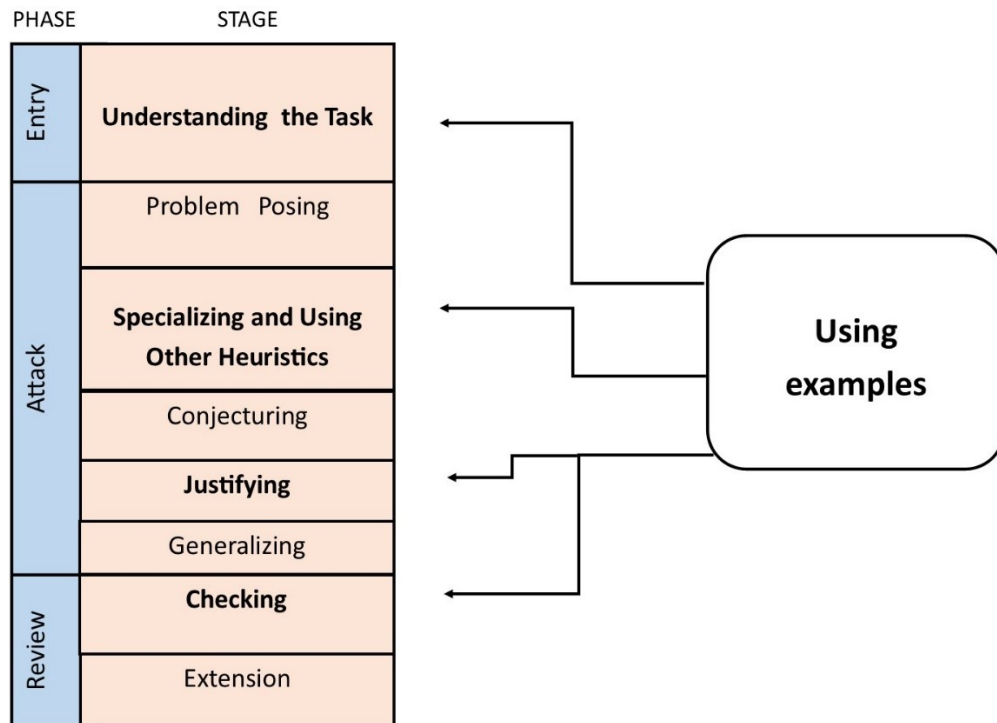 PHASE STAGE
Entry
Understanding the Task
Attack
Problem Posing
Specializing and Using
Other Heuristics
Conjecturing
Justifying
Generalizing
Review
Checking
Extension
Using
examples